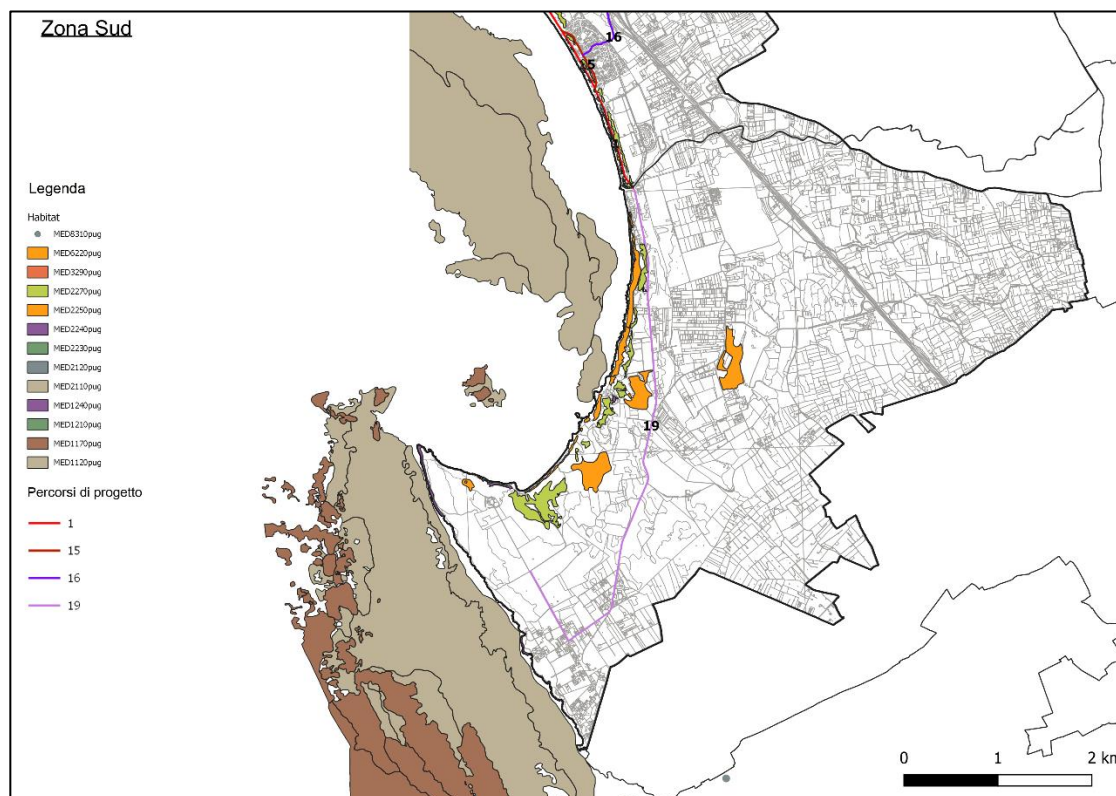 Zona Sud
16
15
Legenda
Habitat
MED8310pug
MED6220pug
MED3290pug
MED2270pug
MED2250pug
MED2240pug
MED2230pug
MED2120pug
MED2110pug
MED1240pug
MED1210pug
MED1170pug
MED1120pug
19
Percorsi di progetto
1
15
16
19
0 1 2 km